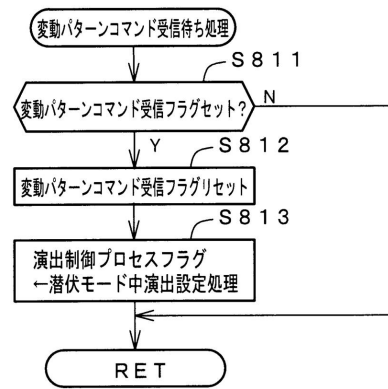 変動パターンコマンド受信待ち処理
S811
変動パターンコマンド受信フラグセット?
N
Y
S812
変動パターンコマンド受信フラグリセット
S813
演出制御プロセスフラグ
←潜伏モード中演出設定処理
RET